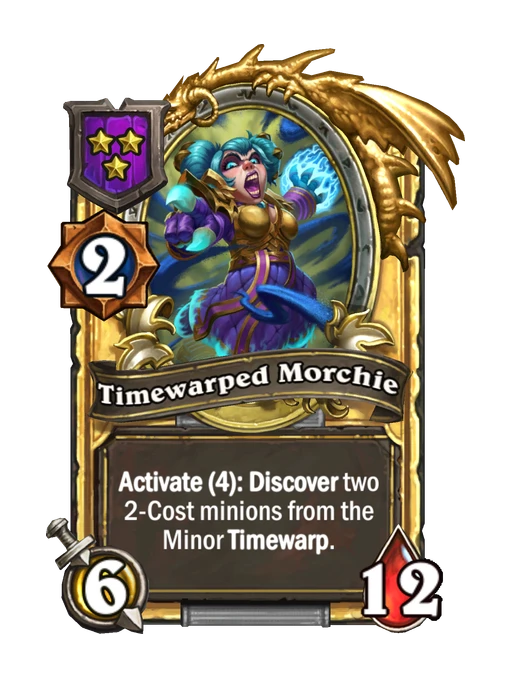 2
Timewarped Morchie
Activate (4): Discover two
2-Cost minions from the
Minor Timewarp.
6
12